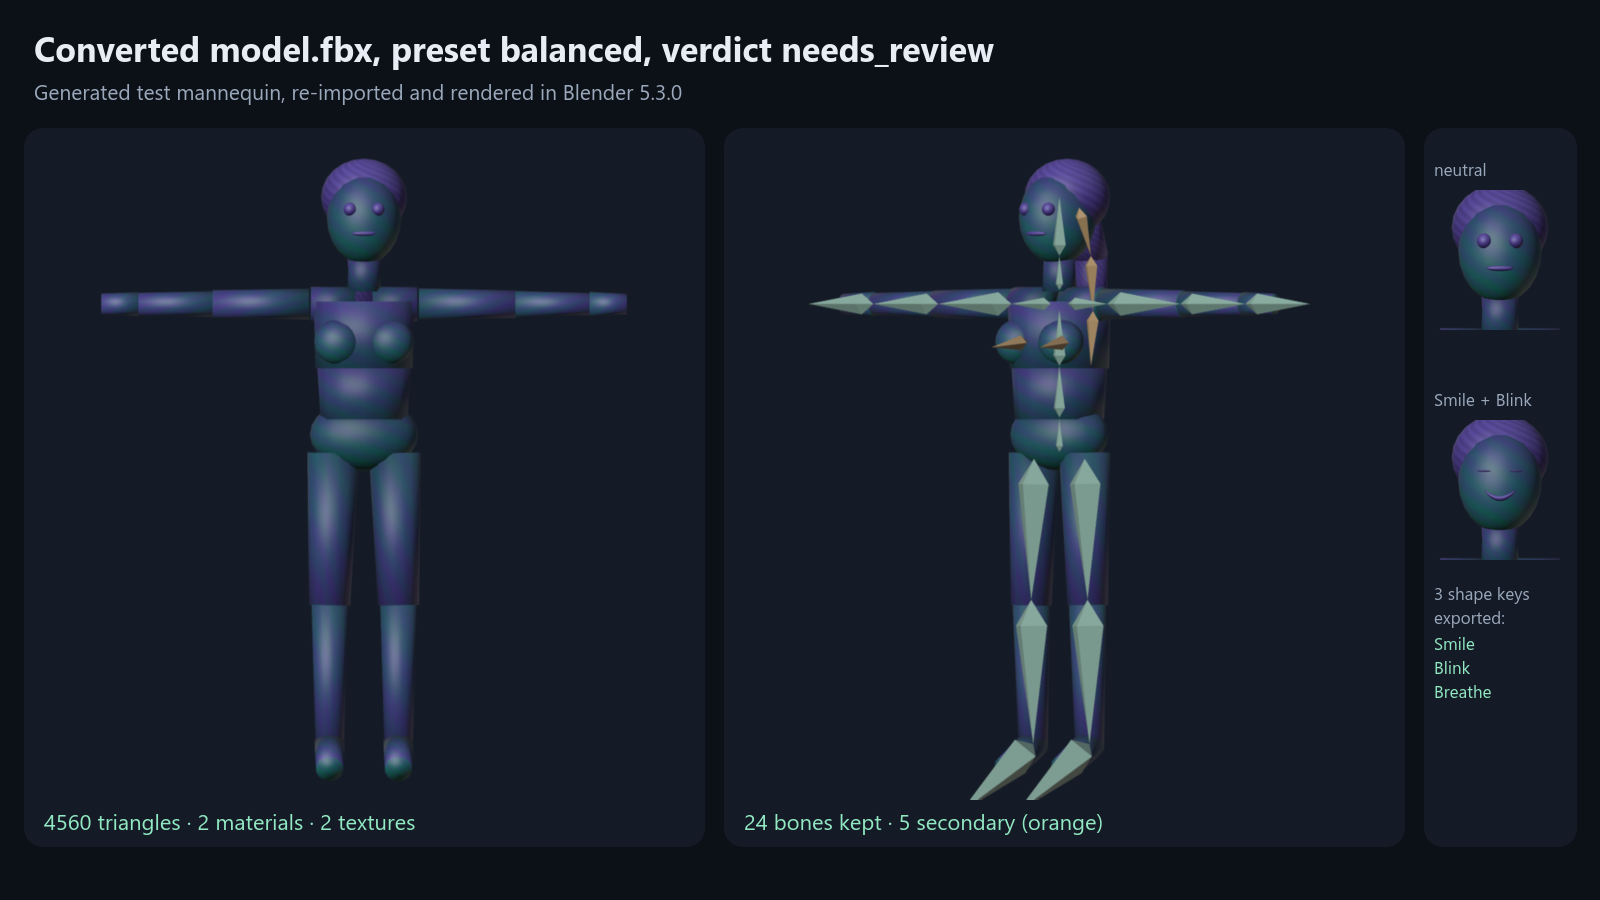 Converted model.fbx, preset balanced, verdict needs_review
Generated test mannequin, re-imported and rendered in Blender 5.3.0
4560 triangles · 2 materials · 2 textures
24 bones kept · 5 secondary (orange)
neutral
Smile + Blink
3 shape keys
exported:
Smile
Blink
Breathe